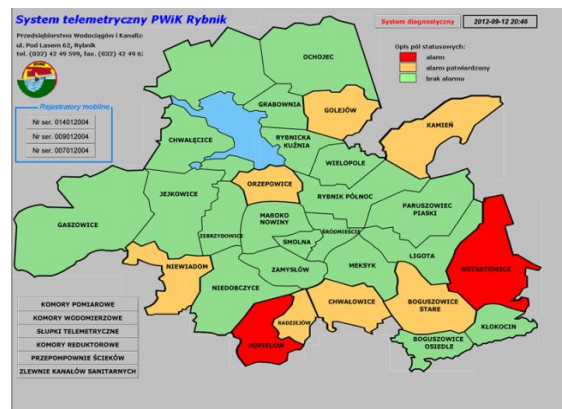 System telemetryczny PWiK Rybnik
System diagnostyczny
2012-09-12 20:46
Przedsiębiorstwo Wodociągów i Kanaliz
ul. Pod Lasem 62, Rybnik
tel. (032) 42 49 599, fax. (032) 42 49 6
Opis pól statusowych:
alarm
alarm potwierdzony
brak alarmu
Rejestratory mobilne
Nr ser. 014012004
Nr ser. 009012004
Nr ser. 007012004
OCHOJEC
GRABOWNIA
GOLEJÓW
KAMIEŃ
CHWAŁĘCICE
RYBNICKA
KUŹNIA
WIELOPOLE
ORZEPOWICE
JEJKOWICE
RYBNIK PÓŁNOC
PARUSZOWIEC
PIASKI
GASZOWICE
MAROKO
NOWINY
ZEBRZYDOWICE
ŚRÓDMIEŚCIE
SMOLNA
LIGOTA
GOTARTOWICE
NIEWIADOM
ZAMYSŁÓW
MEKSYK
NIEDOBCZYCE
CHWAŁOWICE
BOGUSZOWICE
STARE
RADZIEJÓW
KŁOKOCIN
POPIELÓW
BOGUSZOWICE
OSIEDLE
KOMORY POMIAROWE
KOMORY WODOMIERZOWE
SŁUPKI TELEMETRYCZNE
KOMORY REDUKTOROWE
PRZEPOMPOWNIE ŚCIEKÓW
ZLEWNIE KANAŁÓW SANITARNYCH